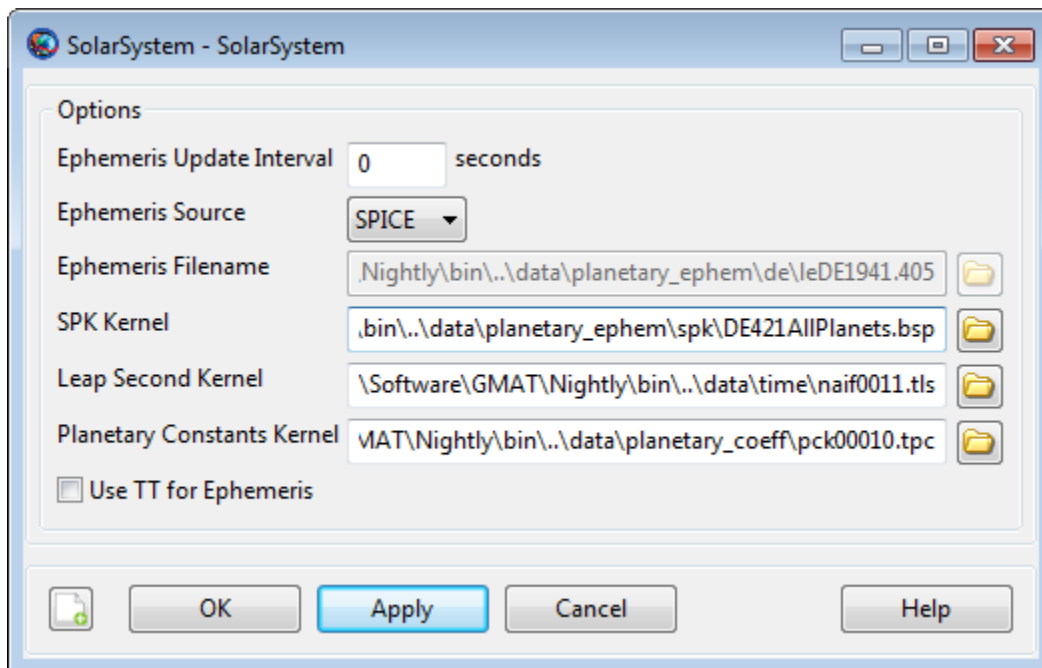 SolarSystem - SolarSystem
Options
Ephemeris Update Interval 0 seconds
Ephemeris Source SPICE
Ephemeris Filename Nightly\bin\..\data\planetary_ephem\de\leDE1941.405
SPK Kernel \bin\..\data\planetary_ephem\spk\DE421AllPlanets.bsp
Leap Second Kernel \Software\GMAT\Nightly\bin\..\data\time\naif0011.tls
Planetary Constants Kernel MAT\Nightly\bin\..\data\planetary_coeff\pck00010.tpc
Use TT for Ephemeris
OK Apply Cancel Help